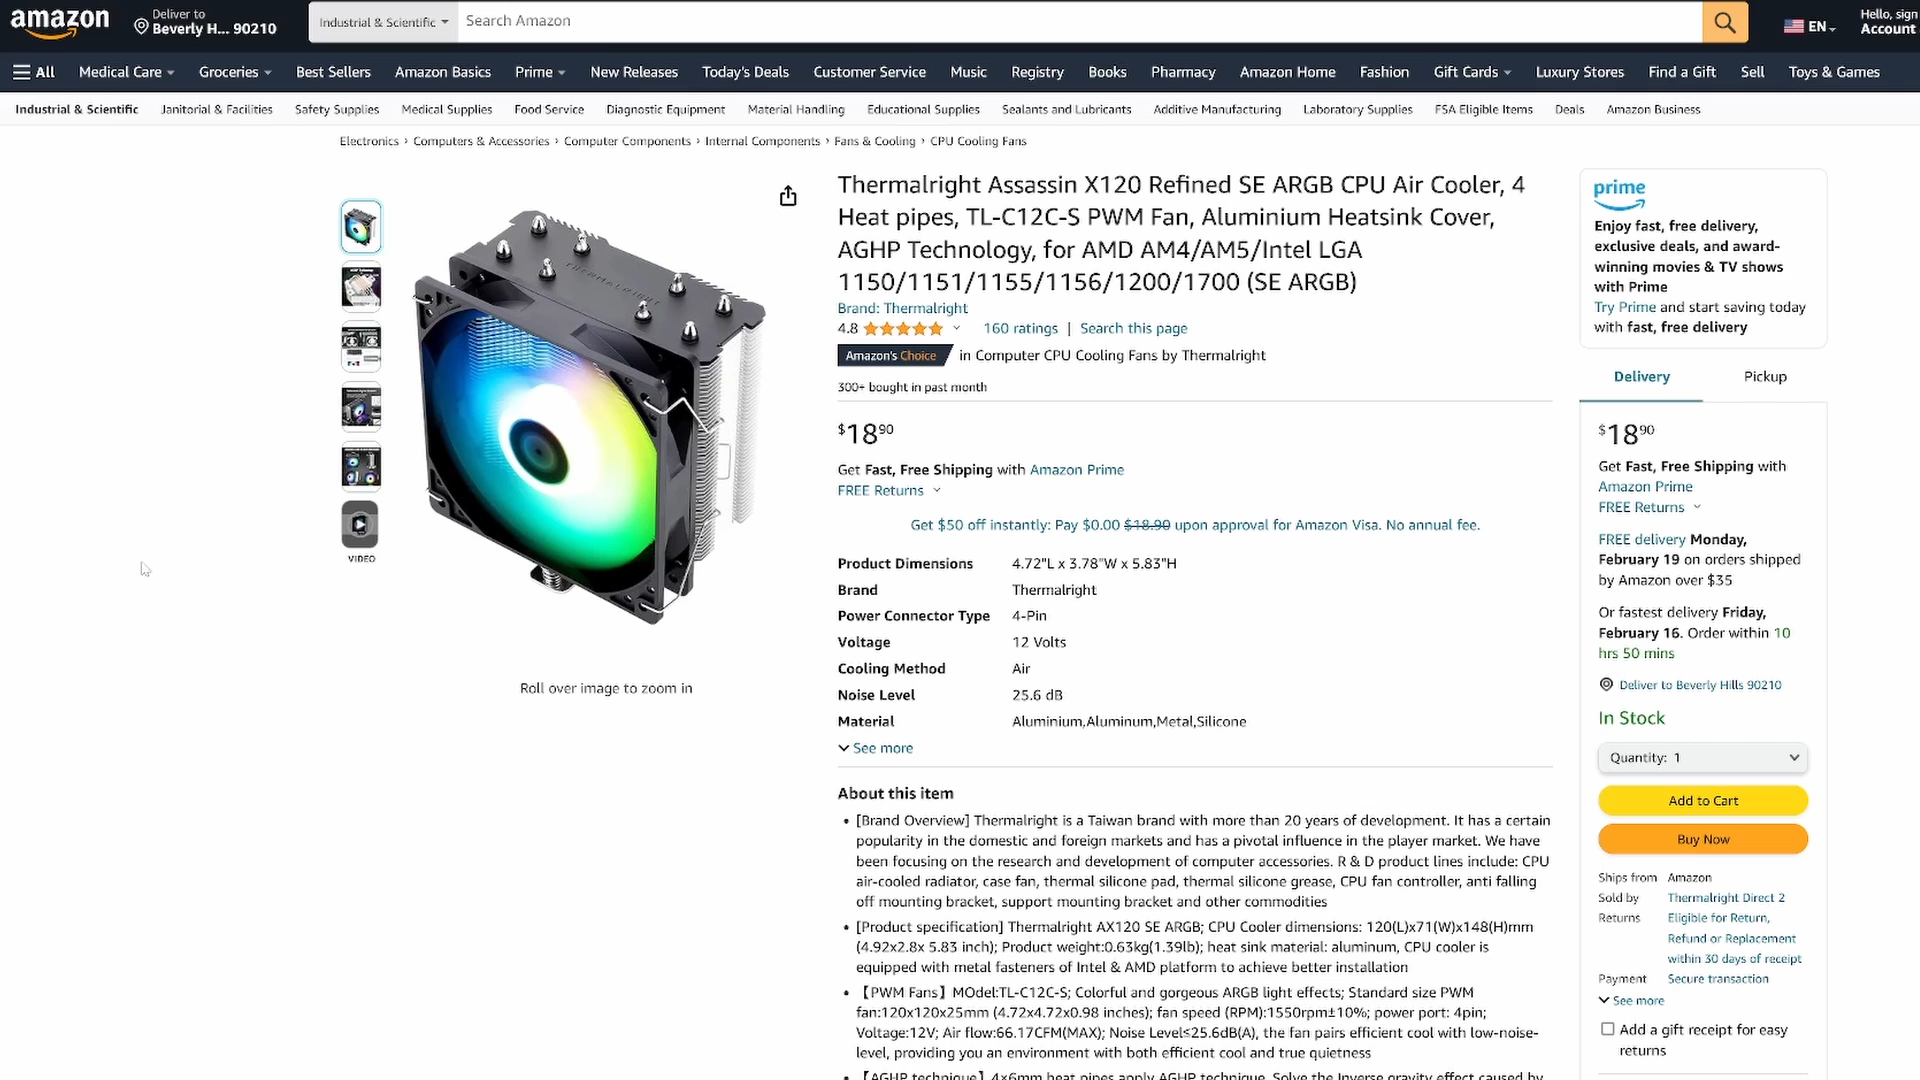 amazon
Deliver to
Beverly H... 90210
Industrial & Scientific
Search Amazon
EN
Hello, sign
Account
All
Medical Care
Groceries
Best Sellers
Amazon Basics
Prime
New Releases
Today's Deals
Customer Service
Music
Registry
Books
Pharmacy
Amazon Home
Fashion
Gift Cards
Luxury Stores
Find a Gift
Sell
Toys & Games
Industrial & Scientific
Janitorial & Facilities
Safety Supplies
Medical Supplies
Food Service
Diagnostic Equipment
Material Handling
Educational Supplies
Sealants and Lubricants
Additive Manufacturing
Laboratory Supplies
FSA Eligible Items
Deals
Amazon Business
Electronics › Computers & Accessories › Computer Components › Internal Components › Fans & Cooling › CPU Cooling Fans
VIDEO
THERMALRIGHT
Roll over image to zoom in
Thermalright Assassin X120 Refined SE ARGB CPU Air Cooler, 4
Heat pipes, TL-C12C-S PWM Fan, Aluminium Heatsink Cover,
AGHP Technology, for AMD AM4/AM5/Intel LGA
1150/1151/1155/1156/1200/1700 (SE ARGB)
Brand: Thermalright
4.8 160 ratings | Search this page
Amazon's Choice in Computer CPU Cooling Fans by Thermalright
300+ bought in past month
$1890
Get Fast, Free Shipping with Amazon Prime
FREE Returns
Get $50 off instantly: Pay $0.00 $18.90 upon approval for Amazon Visa. No annual fee.
Product Dimensions 4.72"L x 3.78"W x 5.83"H
Brand Thermalright
Power Connector Type 4-Pin
Voltage 12 Volts
Cooling Method Air
Noise Level 25.6 dB
Material Aluminium,Aluminum,Metal,Silicone
See more
About this item
• [Brand Overview] Thermalright is a Taiwan brand with more than 20 years of development. It has a certain
popularity in the domestic and foreign markets and has a pivotal influence in the player market. We have
been focusing on the research and development of computer accessories. R & D product lines include: CPU
air-cooled radiator, case fan, thermal silicone pad, thermal silicone grease, CPU fan controller, anti falling
off mounting bracket, support mounting bracket and other commodities
• [Product specification] Thermalright AX120 SE ARGB; CPU Cooler dimensions: 120(L)x71(W)x148(H)mm
(4.92x2.8x 5.83 inch); Product weight:0.63kg(1.39lb); heat sink material: aluminum, CPU cooler is
equipped with metal fasteners of Intel & AMD platform to achieve better installation
• 【PWM Fans】MOdel:TL-C12C-S; Colorful and gorgeous ARGB light effects; Standard size PWM
fan:120x120x25mm (4.72x4.72x0.98 inches); fan speed (RPM):1550rpm±10%; power port: 4pin;
Voltage:12V; Air flow:66.17CFM(MAX); Noise Level≤25.6dB(A), the fan pairs efficient cool with low-noise-
level, providing you an environment with both efficient cool and true quietness
• 【AGHP technique】4×6mm heat pipes apply AGHP technique, Solve the Inverse gravity effect caused by
prime
Enjoy fast, free delivery,
exclusive deals, and award-
winning movies & TV shows
with Prime
Try Prime and start saving today
with fast, free delivery
Delivery
Pickup
$1890
Get Fast, Free Shipping with
Amazon Prime
FREE Returns
FREE delivery Monday,
February 19 on orders shipped
by Amazon over $35
Or fastest delivery Friday,
February 16. Order within 10
hrs 50 mins
Deliver to Beverly Hills 90210
In Stock
Quantity: 1
Add to Cart
Buy Now
Ships from Amazon
Sold by Thermalright Direct 2
Returns Eligible for Return,
Refund or Replacement
within 30 days of receipt
Payment Secure transaction
See more
Add a gift receipt for easy
returns